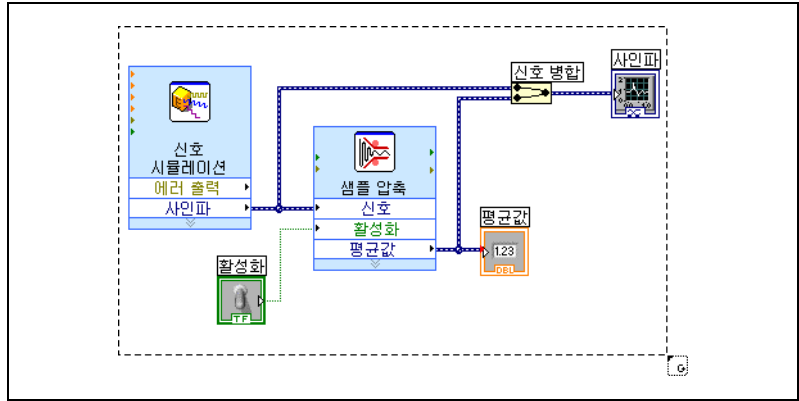 신호
시뮬레이션
에러 출력
사인파
샘플 압축
신호
활성화
평균값
신호 병합
사인파
평균값
1.23
DBL
활성화
TF